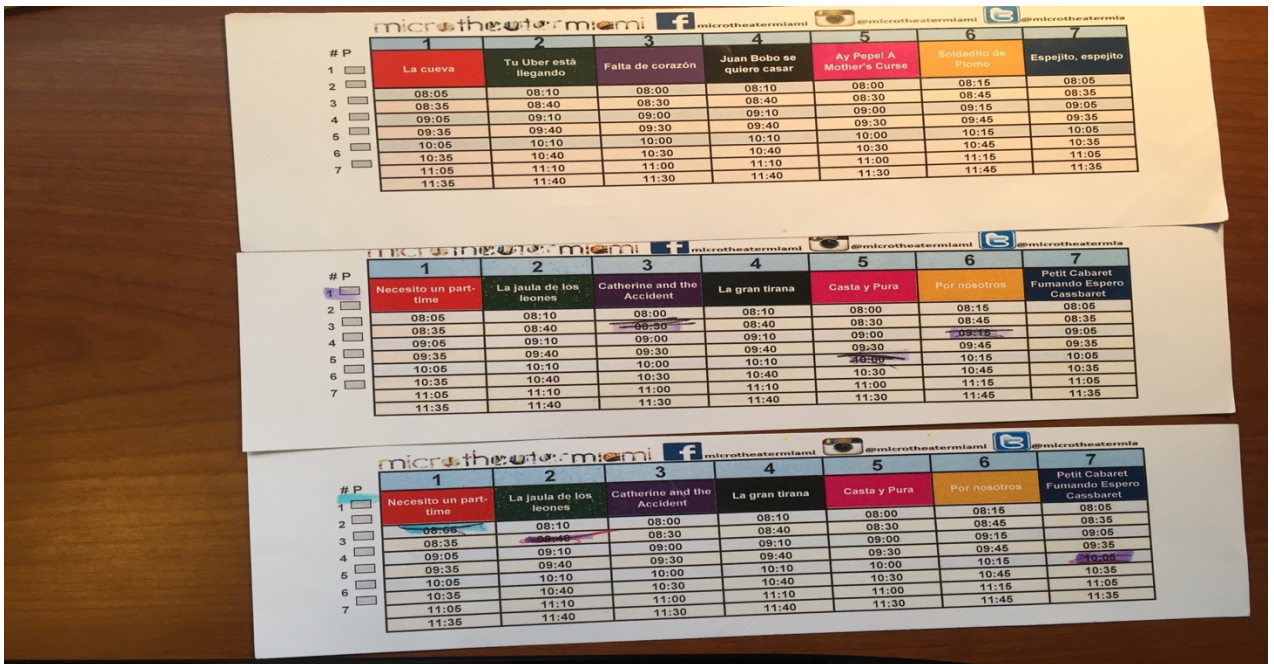 microtheatermiami f microtheatermiami @microtheatermiami @microtheatermia
# P
1
2
3
4
5
6
7
1 2 3 4 5 6 7
La cueva Tu Uber está llegando Falta de corazón Juan Bobo se quiere casar Ay Pepe! A Mother's Curse Soldadito de Plomo Espejito, espejito
08:05 08:10 08:00 08:10 08:00 08:15 08:05
08:35 08:40 08:30 08:40 08:30 08:45 08:35
09:05 09:10 09:00 09:10 09:00 09:15 09:05
09:35 09:40 09:30 09:40 09:30 09:45 09:35
10:05 10:10 10:00 10:10 10:00 10:15 10:05
10:35 10:40 10:30 10:40 10:30 10:45 10:35
11:05 11:10 11:00 11:10 11:00 11:15 11:05
11:35 11:40 11:30 11:40 11:30 11:45 11:35
microtheatermiami f microtheatermiami @microtheatermiami @microtheatermia
# P
1
2
3
4
5
6
7
1 2 3 4 5 6 7
Necesito un part-time La jaula de los leones Catherine and the Accident La gran tirana Casta y Pura Por nosotros Petit Cabaret Fumando Espero Cassbaret
08:05 08:10 08:00 08:10 08:00 08:15 08:05
08:35 08:40 08:30 08:40 08:30 08:45 08:35
09:05 09:10 09:00 09:10 09:00 09:15 09:05
09:35 09:40 09:30 09:40 09:30 09:45 09:35
10:05 10:10 10:00 10:10 10:00 10:15 10:05
10:35 10:40 10:30 10:40 10:30 10:45 10:35
11:05 11:10 11:00 11:10 11:00 11:15 11:05
11:35 11:40 11:30 11:40 11:30 11:45 11:35
microtheatermiami f microtheatermiami @microtheatermiami @microtheatermia
# P
1
2
3
4
5
6
7
1 2 3 4 5 6 7
Necesito un part-time La jaula de los leones Catherine and the Accident La gran tirana Casta y Pura Por nosotros Petit Cabaret Fumando Espero Cassbaret
08:05 08:10 08:00 08:10 08:00 08:15 08:05
08:35 08:40 08:30 08:40 08:30 08:45 08:35
09:05 09:10 09:00 09:10 09:00 09:15 09:05
09:35 09:40 09:30 09:40 09:30 09:45 09:35
10:05 10:10 10:00 10:10 10:00 10:15 10:05
10:35 10:40 10:30 10:40 10:30 10:45 10:35
11:05 11:10 11:00 11:10 11:00 11:15 11:05
11:35 11:40 11:30 11:40 11:30 11:45 11:35